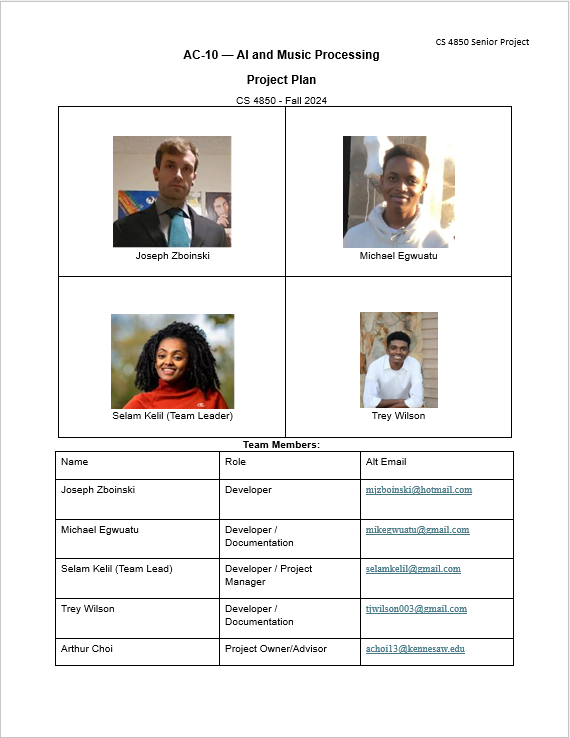 CS 4850 Senior Project
AC-10 — AI and Music Processing
Project Plan
CS 4850 - Fall 2024
Joseph Zboinski
Michael Egwuatu
Selam Kelil (Team Leader)
Trey Wilson
Team Members:
Name Role Alt Email
Joseph Zboinski Developer mjzboinski@hotmail.com
Michael Egwuatu Developer / mikegwuatu@gmail.com
Documentation
Selam Kelil (Team Lead) Developer / Project selamkelil@gmail.com
Manager
Trey Wilson Developer / tjwilson003@gmail.com
Documentation
Arthur Choi Project Owner/Advisor achoi13@kennesaw.edu